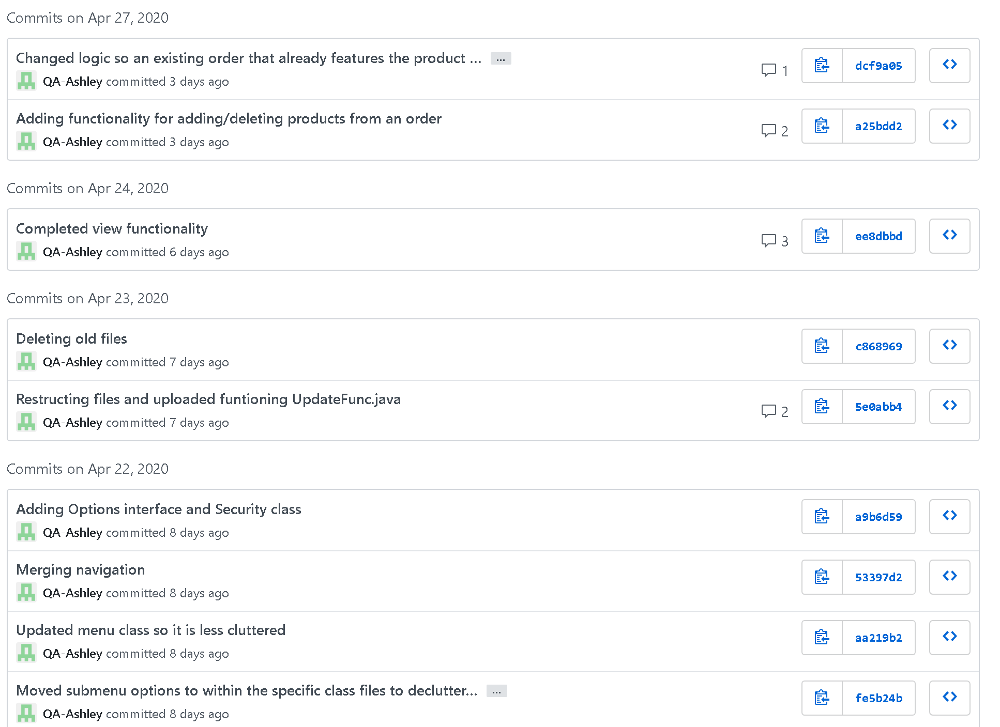 Commits on Apr 27, 2020
Changed logic so an existing order that already features the product ... ...
QA-Ashley committed 3 days ago
1
dcf9a05
Adding functionality for adding/deleting products from an order
QA-Ashley committed 3 days ago
2
a25bdd2
Commits on Apr 24, 2020
Completed view functionality
QA-Ashley committed 6 days ago
3
ee8dbbd
Commits on Apr 23, 2020
Deleting old files
QA-Ashley committed 7 days ago
c868969
Restructing files and uploaded funtioning UpdateFunc.java
QA-Ashley committed 7 days ago
2
5e0abb4
Commits on Apr 22, 2020
Adding Options interface and Security class
QA-Ashley committed 8 days ago
a9b6d59
Merging navigation
QA-Ashley committed 8 days ago
53397d2
Updated menu class so it is less cluttered
QA-Ashley committed 8 days ago
aa219b2
Moved submenu options to within the specific class files to declutter... ...
QA-Ashley committed 8 days ago
fe5b24b